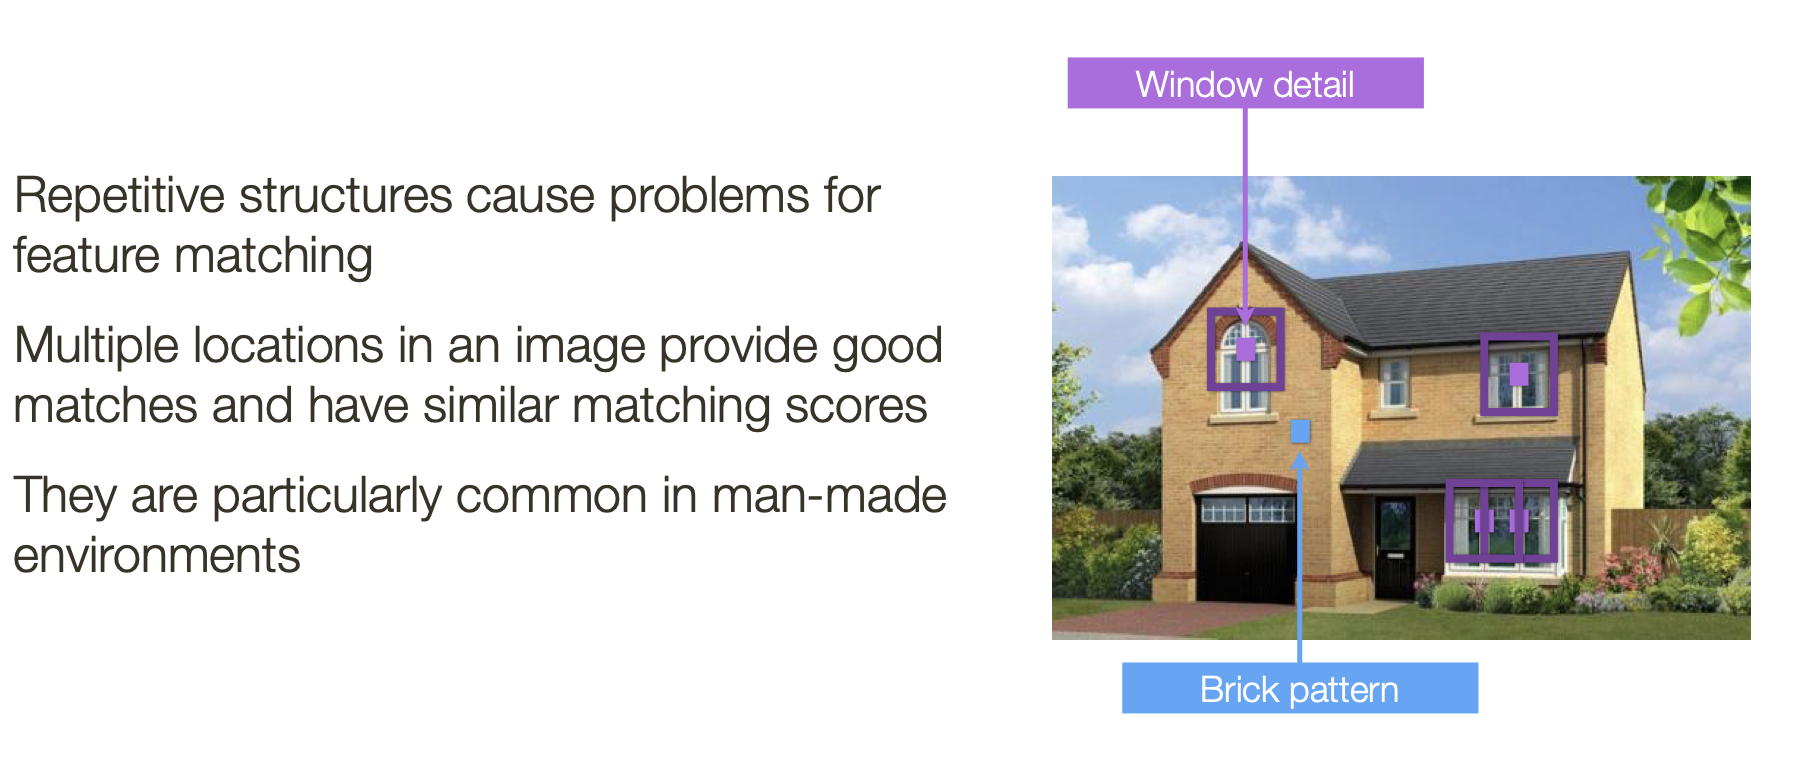 Window detail
Repetitive structures cause problems for
feature matching
Multiple locations in an image provide good
matches and have similar matching scores
They are particularly common in man-made
environments
Brick pattern